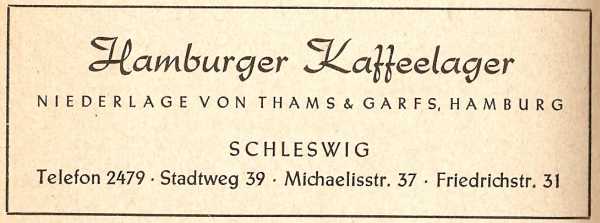 Hamburger Kaffeelager
NIEDERLAGE VON THAMS & GARFS, HAMBURG
SCHLESWIG
Telefon 2479 · Stadtweg 39 · Michaelisstr. 37 · Friedrichstr. 31